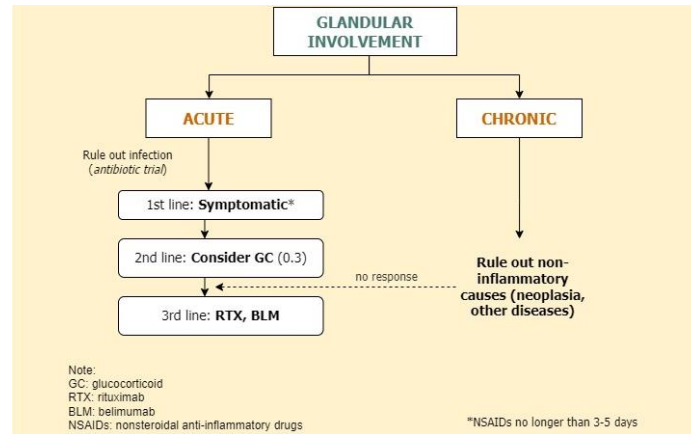 GLANDULAR
INVOLVEMENT
ACUTE
CHRONIC
Rule out infection
(antibiotic trial)
1st line: Symptomatic*
2nd line: Consider GC (0.3)
no response
3rd line: RTX, BLM
Rule out non-
inflammatory
causes (neoplasia,
other diseases)
Note:
GC: glucocorticoid
RTX: rituximab
BLM: belimumab
NSAIDs: nonsteroidal anti-inflammatory drugs
*NSAIDs no longer than 3-5 days